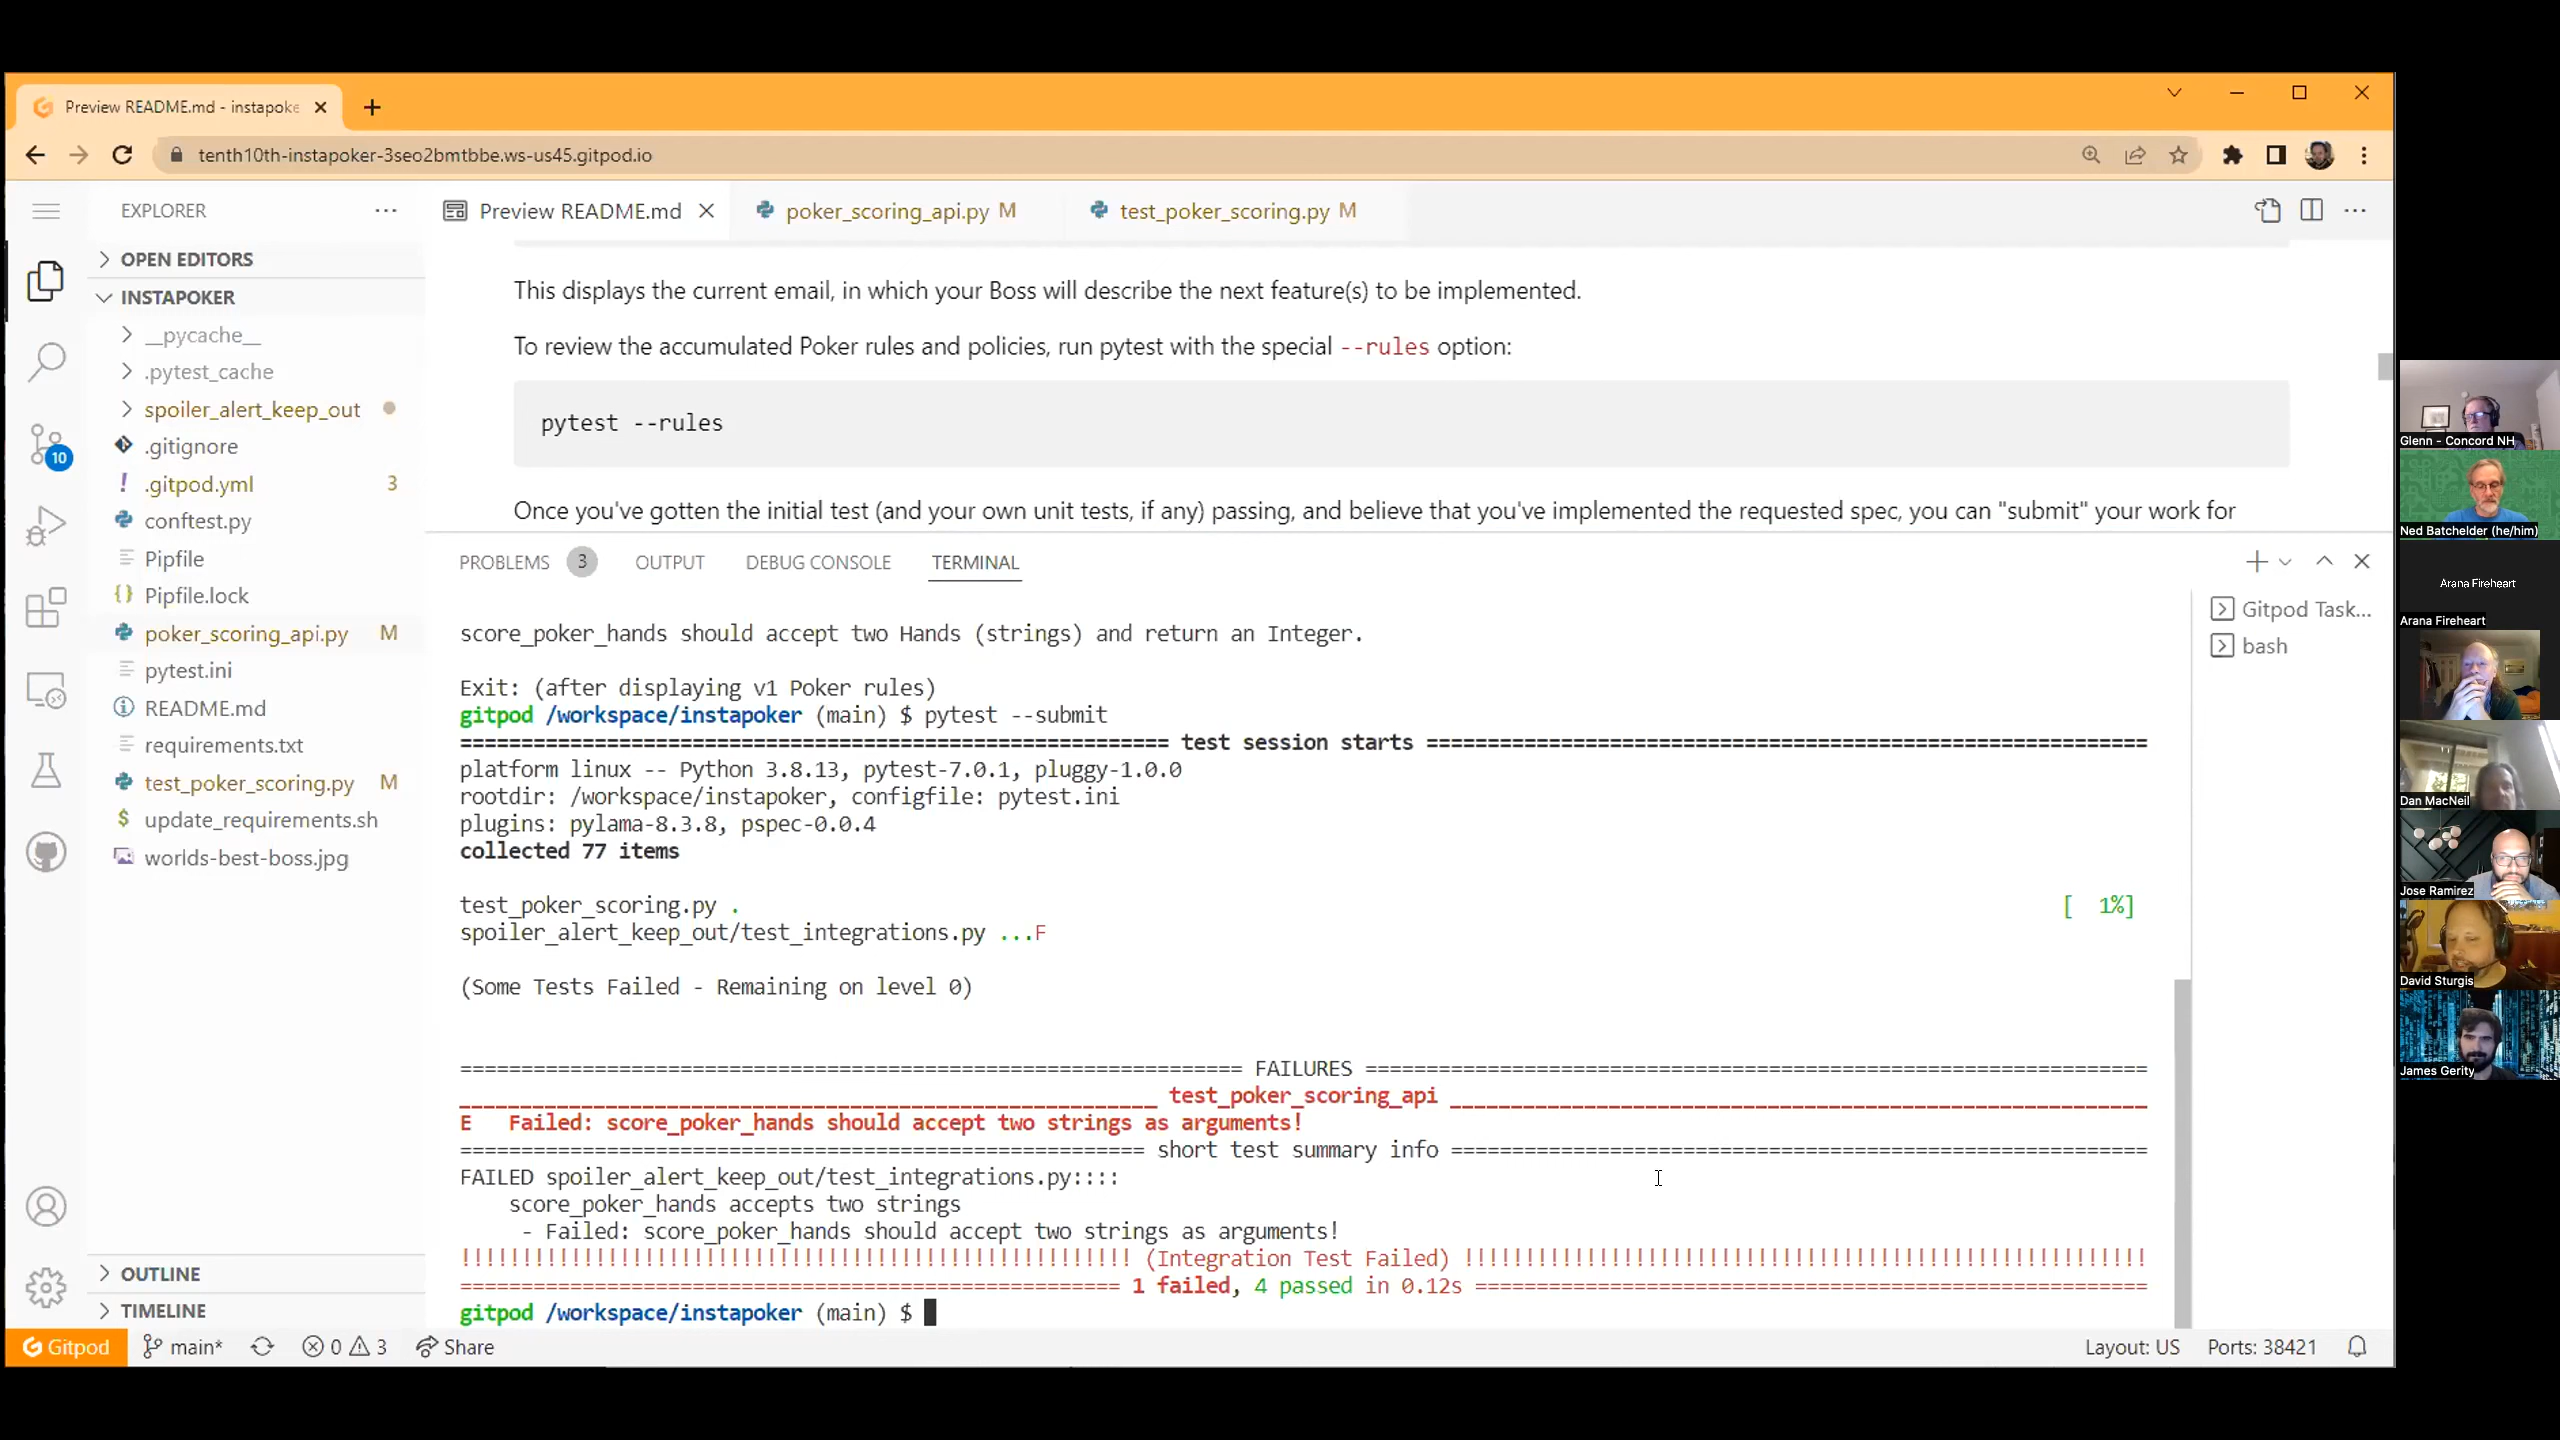 Preview README.md - instapoke
tenth10th-instapoker-3seo2bmtbbe.ws-us45.gitpod.io
EXPLORER
OPEN EDITORS
INSTAPOKER
__pycache__
.pytest_cache
spoiler_alert_keep_out
.gitignore
.gitpod.yml 3
conftest.py
Pipfile
Pipfile.lock
poker_scoring_api.py M
pytest.ini
README.md
requirements.txt
test_poker_scoring.py M
update_requirements.sh
worlds-best-boss.jpg
10
OUTLINE
TIMELINE
Preview README.md
poker_scoring_api.py M
test_poker_scoring.py M
This displays the current email, in which your Boss will describe the next feature(s) to be implemented.
To review the accumulated Poker rules and policies, run pytest with the special --rules option:
pytest --rules
Once you've gotten the initial test (and your own unit tests, if any) passing, and believe that you've implemented the requested spec, you can "submit" your work for
PROBLEMS 3 OUTPUT DEBUG CONSOLE TERMINAL
score_poker_hands should accept two Hands (strings) and return an Integer.
Exit: (after displaying v1 Poker rules)
gitpod /workspace/instapoker (main) $ pytest --submit
=========================================================== test session starts ===========================================================
platform linux -- Python 3.8.13, pytest-7.0.1, pluggy-1.0.0
rootdir: /workspace/instapoker, configfile: pytest.ini
plugins: pylama-8.3.8, pspec-0.0.4
collected 77 items
test_poker_scoring.py . [  1%]
spoiler_alert_keep_out/test_integrations.py ...F
(Some Tests Failed - Remaining on level 0)
================================================================ FAILURES ================================================================
_________________________________________________________ test_poker_scoring_api _________________________________________________________
E   Failed: score_poker_hands should accept two strings as arguments!
======================================================== short test summary info =========================================================
FAILED spoiler_alert_keep_out/test_integrations.py::::
    score_poker_hands accepts two strings
     - Failed: score_poker_hands should accept two strings as arguments!
!!!!!!!!!!!!!!!!!!!!!!!!!!!!!!!!!!!!!!!!!!!!!!!!!!!!!!! (Integration Test Failed) !!!!!!!!!!!!!!!!!!!!!!!!!!!!!!!!!!!!!!!!!!!!!!!!!!!!!!!!
====================================================== 1 failed, 4 passed in 0.12s =======================================================
gitpod /workspace/instapoker (main) $
Gitpod Task...
bash
Gitpod main* 0 3 Share
Layout: US Ports: 38421
Glenn - Concord NH
Ned Batchelder (he/him)
Arana Fireheart
Arana Fireheart
Dan MacNeil
Jose Ramirez
David Sturgis
James Gerity